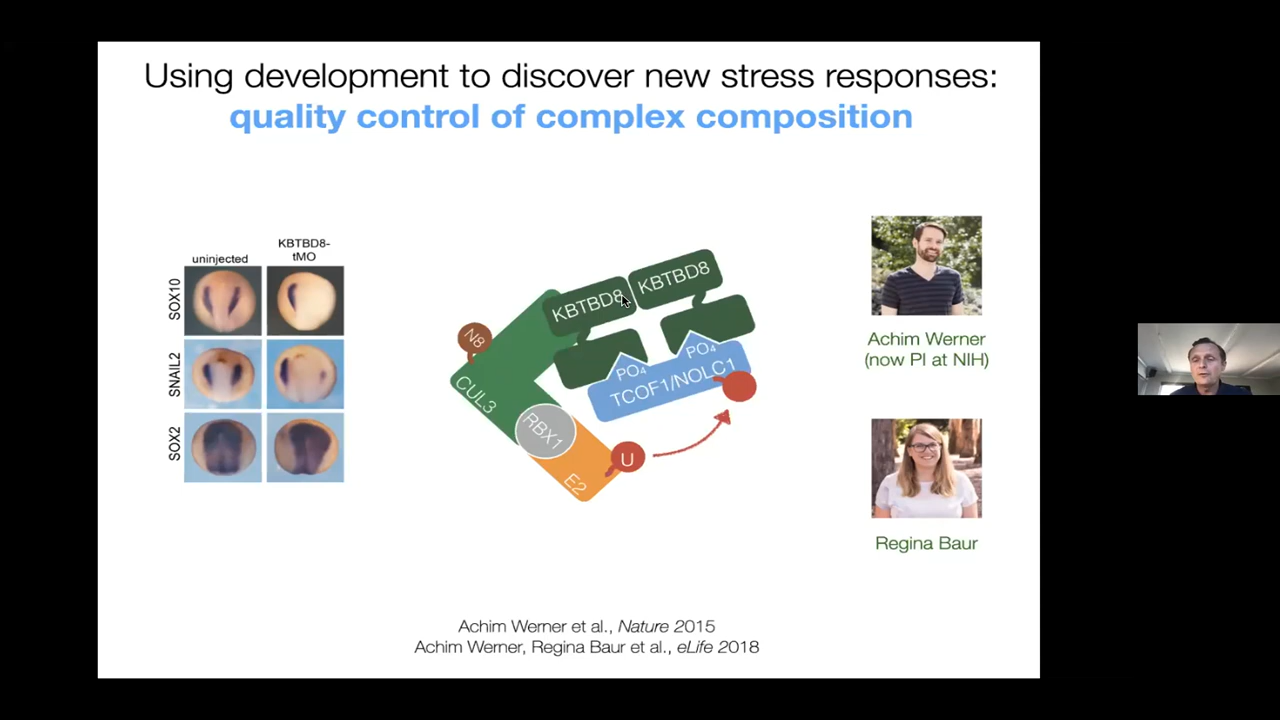 Using development to discover new stress responses:
quality control of complex composition
uninjected
KBTBD8-
tMO
SOX10
SNAIL2
SOX2
KBTBD8
KBTBD8
N8
PO₄
PO₄
TCOF1/NOLC1
CUL3
RBX1
U
E2
Achim Werner
(now PI at NIH)
Regina Baur
Achim Werner et al., Nature 2015
Achim Werner, Regina Baur et al., eLife 2018